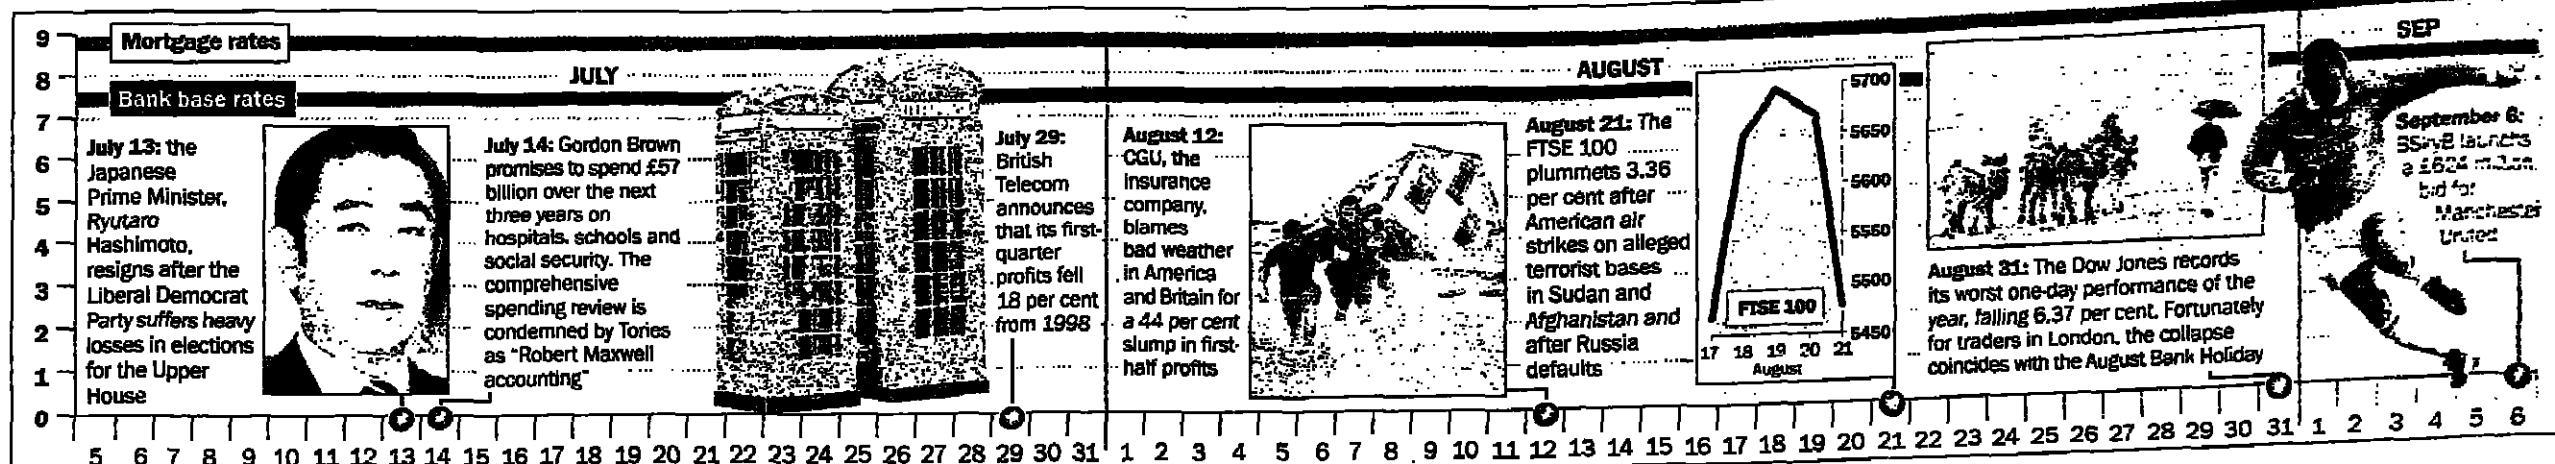 9
8
7
6
5
4
3
2
1
0
Mortgage rates
Bank base rates
JULY
AUGUST
SEP
July 13: the
Japanese
Prime Minister,
Ryutaro
Hashimoto,
resigns after the
Liberal Democrat
Party suffers heavy
losses in elections
for the Upper
House
July 14: Gordon Brown
promises to spend £57
billion over the next
three years on
hospitals, schools and
social security. The
comprehensive
spending review is
condemned by Tories
as "Robert Maxwell
accounting"
July 29:
British
Telecom
announces
that its first-
quarter
profits fell
18 per cent
from 1998
August 12:
CGU, the
insurance
company,
blames
bad weather
in America
and Britain for
a 44 per cent
slump in first-
half profits
August 21: The
FTSE 100
plummets 3.36
per cent after
American air
strikes on alleged
terrorist bases
in Sudan and
Afghanistan and
after Russia
defaults
5700
5650
5600
5550
5500
5450
FTSE 100
17 18 19 20 21
August
August 31: The Dow Jones records
its worst one-day performance of the
year, falling 6.37 per cent. Fortunately
for traders in London, the collapse
coincides with the August Bank Holiday
September 6:
BSkyB launches
a £624 million
bid for
Manchester
United
5 6 7 8 9 10 11 12 13 14 15 16 17 18 19 20 21 22 23 24 25 26 27 28 29 30 31 1 2 3 4 5 6 7 8 9 10 11 12 13 14 15 16 17 18 19 20 21 22 23 24 25 26 27 28 29 30 31 1 2 3 4 5 6